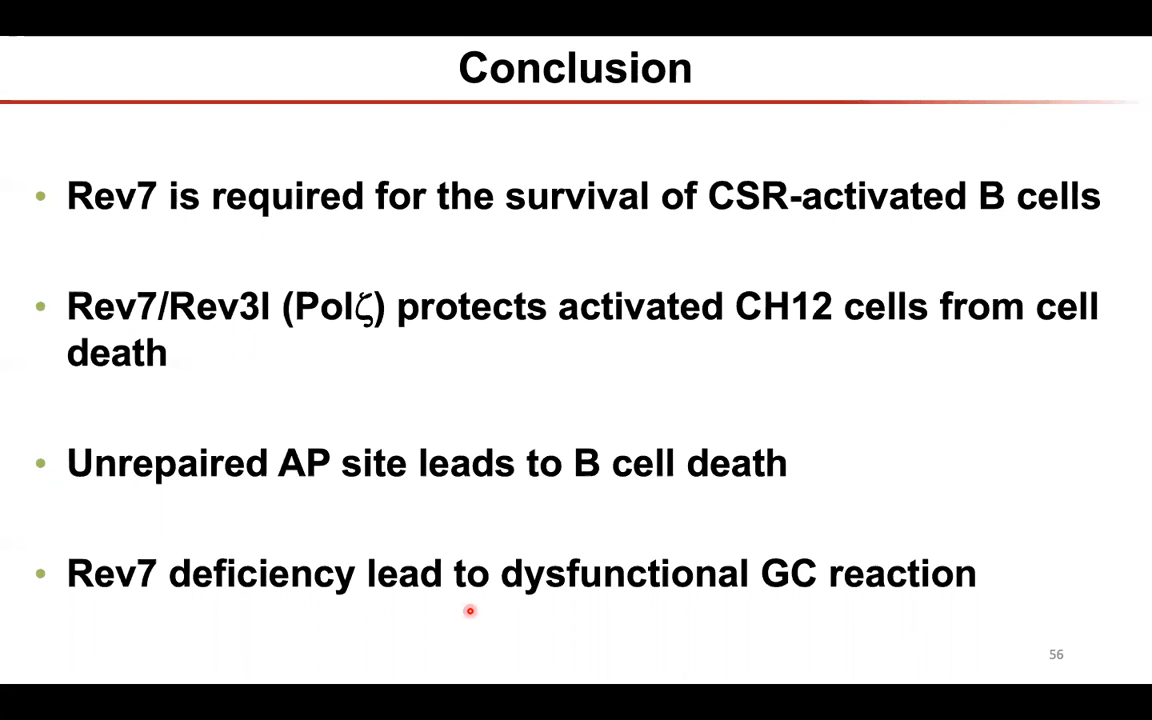 Conclusion
• Rev7 is required for the survival of CSR-activated B cells
• Rev7/Rev3l (Polζ) protects activated CH12 cells from cell
death
• Unrepaired AP site leads to B cell death
• Rev7 deficiency lead to dysfunctional GC reaction
56